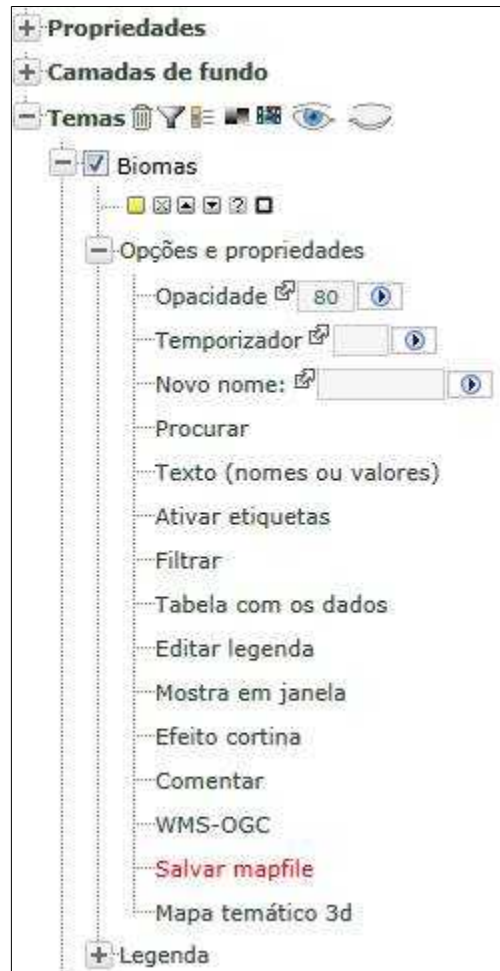 Propriedades
Camadas de fundo
Temas
Biomas
?
Opções e propriedades
Opacidade 80
Temporizador
Novo nome:
Procurar
Texto (nomes ou valores)
Ativar etiquetas
Filtrar
Tabela com os dados
Editar legenda
Mostra em janela
Efeito cortina
Comentar
WMS-OGC
Salvar mapfile
Mapa temático 3d
Legenda